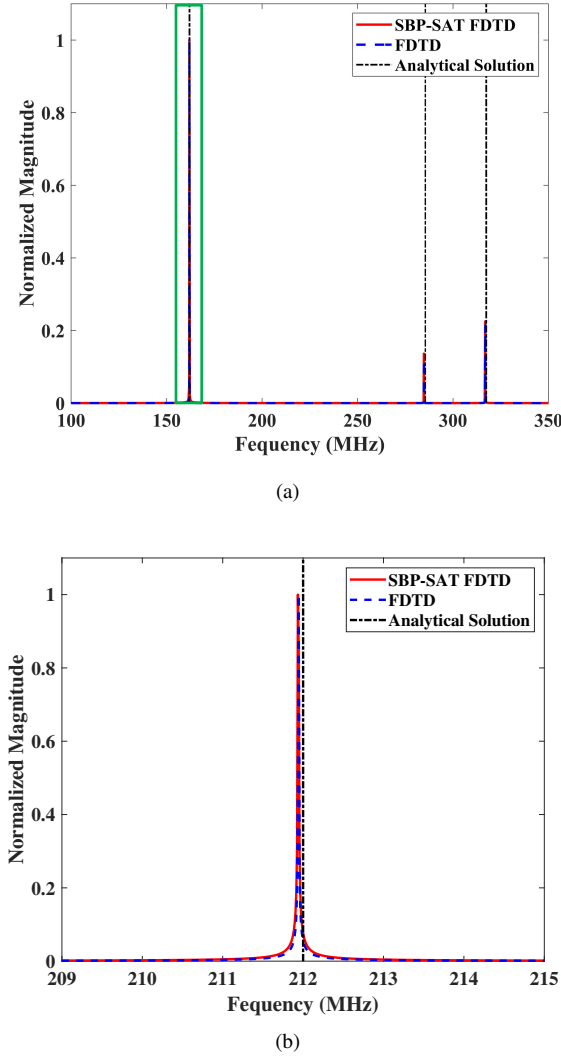 SBP-SAT FDTD
FDTD
Analytical Solution
Normalized Magnitude
1
0.8
0.6
0.4
0.2
0
100 150 200 250 300 350
Fequency (MHz)
(a)
SBP-SAT FDTD
FDTD
Analytical Solution
Normalized Magnitude
1
0.8
0.6
0.4
0.2
0
209 210 211 212 213 214 215
Fequency (MHz)
(b)